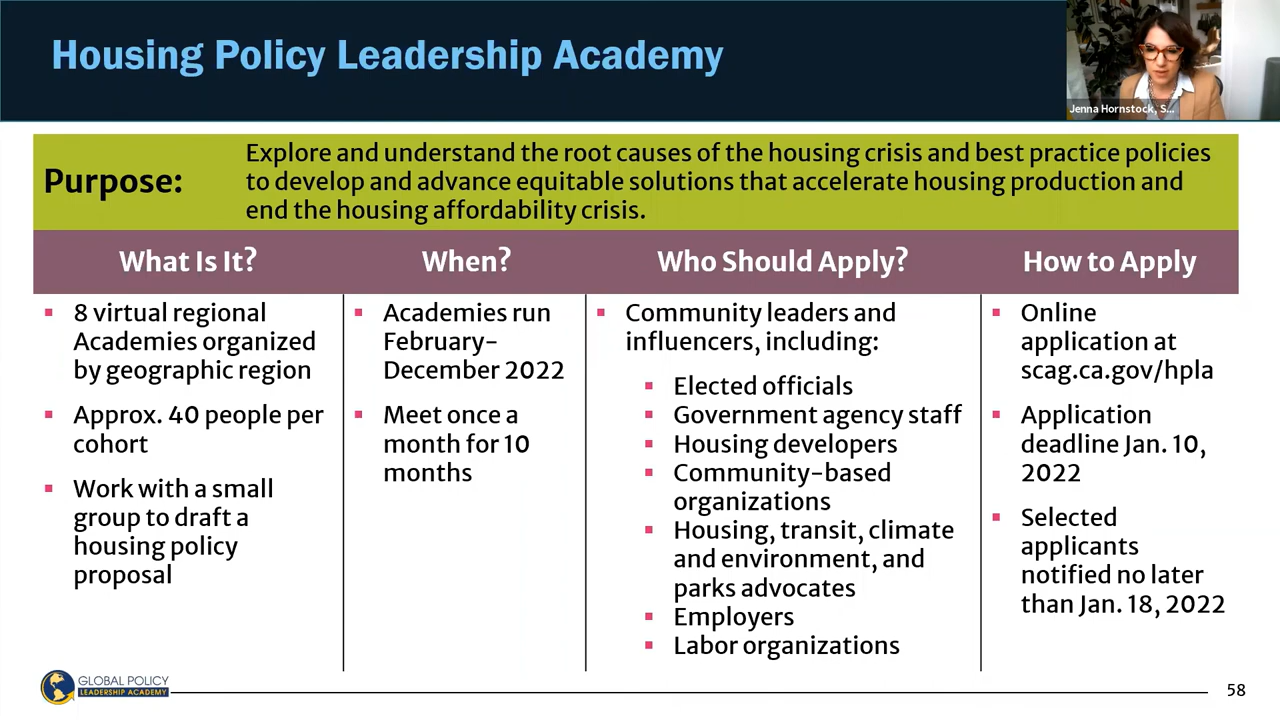 Housing Policy Leadership Academy
Jenna Hornstock, S...
Purpose:
Explore and understand the root causes of the housing crisis and best practice policies
to develop and advance equitable solutions that accelerate housing production and
end the housing affordability crisis.
What Is It?
▪ 8 virtual regional
Academies organized
by geographic region
▪ Approx. 40 people per
cohort
▪ Work with a small
group to draft a
housing policy
proposal
When?
▪ Academies run
February–
December 2022
▪ Meet once a
month for 10
months
Who Should Apply?
▪ Community leaders and
influencers, including:
▪ Elected officials
▪ Government agency staff
▪ Housing developers
▪ Community-based
organizations
▪ Housing, transit, climate
and environment, and
parks advocates
▪ Employers
▪ Labor organizations
How to Apply
▪ Online
application at
scag.ca.gov/hpla
▪ Application
deadline Jan. 10,
2022
▪ Selected
applicants
notified no later
than Jan. 18, 2022
GLOBAL POLICY
LEADERSHIP ACADEMY
58